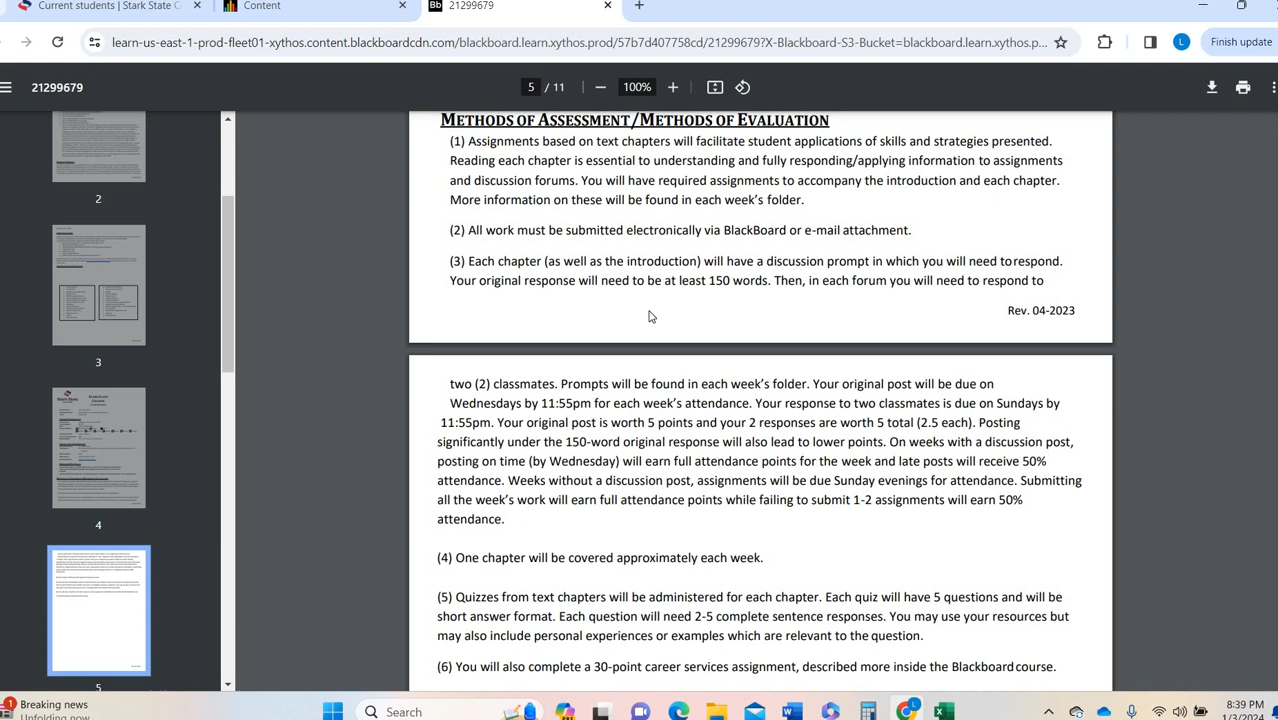 Current students | Stark State C
Content
Bb 21299679
learn-us-east-1-prod-fleet01-xythos.content.blackboardcdn.com/blackboard.learn.xythos.prod/57b7d407758cd/21299679?X-Blackboard-S3-Bucket=blackboard.learn.xythos.p...
L
Finish update
21299679
5 / 11
100%
METHODS OF ASSESSMENT/METHODS OF EVALUATION
(1) Assignments based on text chapters will facilitate student applications of skills and strategies presented.
Reading each chapter is essential to understanding and fully responding/applying information to assignments
and discussion forums. You will have required assignments to accompany the introduction and each chapter.
More information on these will be found in each week's folder.
(2) All work must be submitted electronically via Blackboard or e-mail attachment.
(3) Each chapter (as well as the introduction) will have a discussion prompt in which you will need to respond.
Your original response will need to be at least 150 words. Then, in each forum you will need to respond to
Rev. 04-2023
two (2) classmates. Prompts will be found in each week's folder. Your original post will be due on
Wednesdays by 11:55pm for each week's attendance. Your response to two classmates is due on Sundays by
11:55pm. Your original post is worth 5 points and your 2 responses are worth 5 total (2.5 each). Posting
significantly under the 150-word original response will also lead to lower points. On weeks with a discussion post,
posting on time (by Wednesday) will earn full attendance points for the week and late posts will receive 50%
attendance. Weeks without a discussion post, assignments will be due Sunday evenings for attendance. Submitting
all the week's work will earn full attendance points while failing to submit 1-2 assignments will earn 50%
attendance.
(4) One chapter will be covered approximately each week.
(5) Quizzes from text chapters will be administered for each chapter. Each quiz will have 5 questions and will be
short answer format. Each question will need 2-5 complete sentence responses. You may use your resources but
may also include personal experiences or examples which are relevant to the question.
(6) You will also complete a 30-point career services assignment, described more inside the Blackboard course.
2
3
4
5
1
Breaking news
Unfolding now
Search
8:39 PM